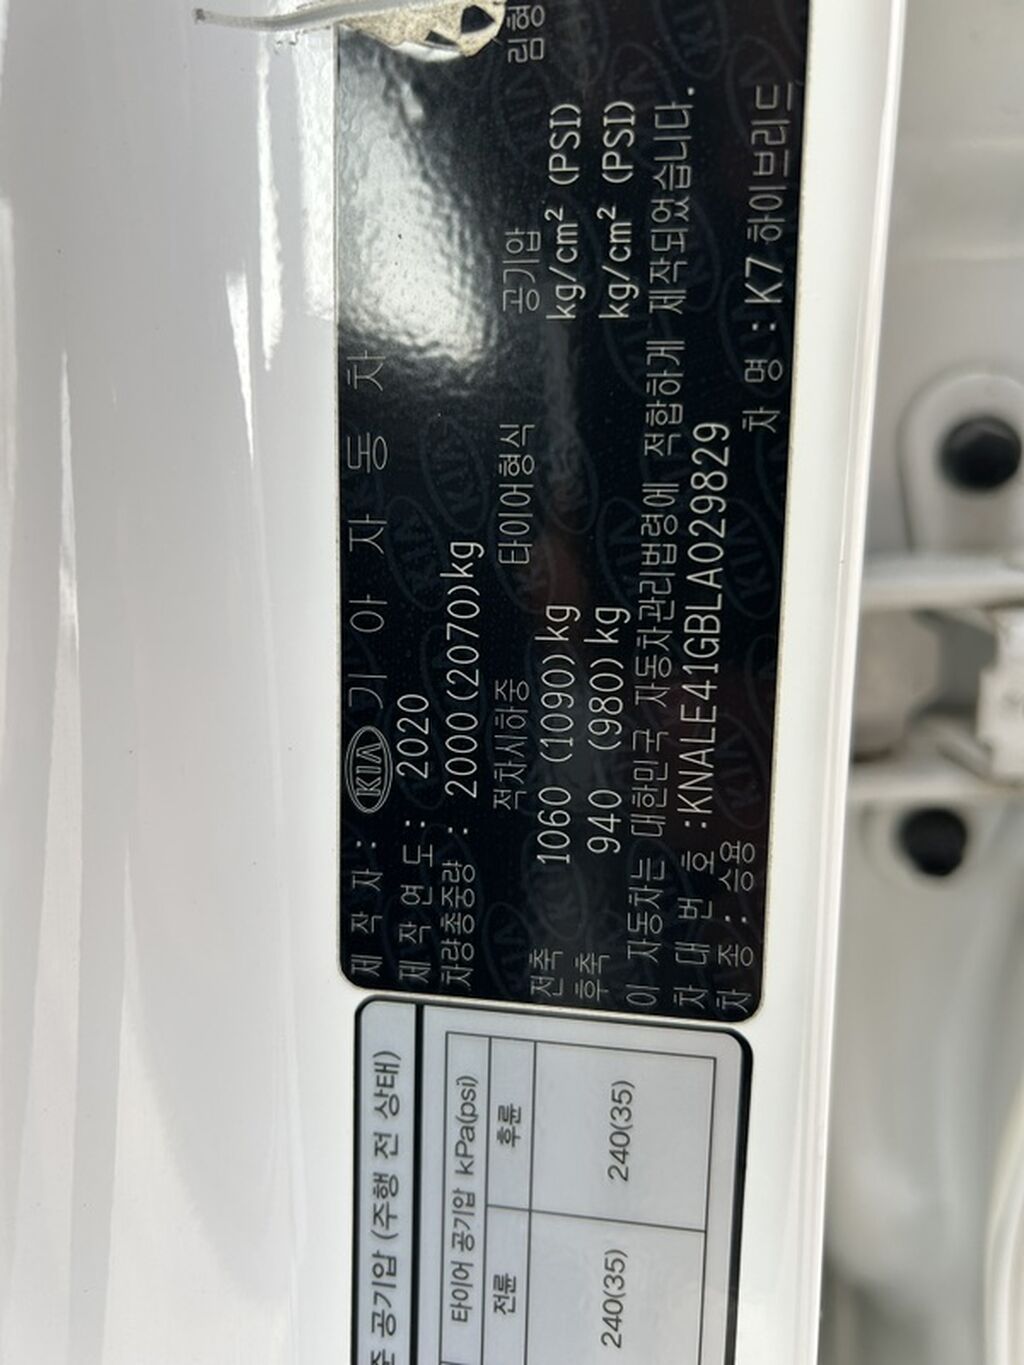 제 작 자 : KIA 기 아 자 동 차
제 작 연 도 : 2020
차량총중량 : 2000(2070)kg
적차시하중 타이어형식 공기압 림형
전축 1060 (1090)kg kg/cm² (PSI)
후축 940 (980)kg kg/cm² (PSI)
이 자동차는 대한민국 자동차관리법령에 적합하게 제작되었습니다.
차 대 번 호 :KNALE41GBLA029829
차 종 : 승용 차 명 : K7 하이브리드
공기압 (주행 전 상태)
타이어 공기압 kPa(psi)
전륜 후륜
240(35) 240(35)